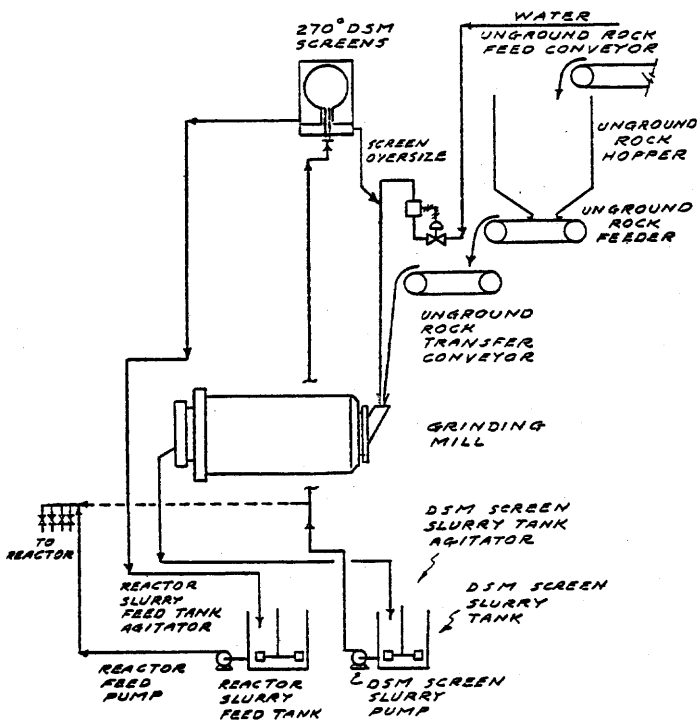 270° DSM
SCREENS
WATER
UNGROUND ROCK
FEED CONVEYOR
UNGROUND
ROCK
HOPPER
SCREEN
OVERSIZE
UNGROUND
ROCK
FEEDER
UNGROUND
ROCK
TRANSFER
CONVEYOR
GRINDING
MILL
DSM SCREEN
SLURRY TANK
AGITATOR
TO
REACTOR
REACTOR
SLURRY
FEED TANK
AGITATOR
DSM SCREEN
SLURRY
TANK
REACTOR
FEED
PUMP
REACTOR
SLURRY
FEED TANK
DSM SCREEN
SLURRY
PUMP